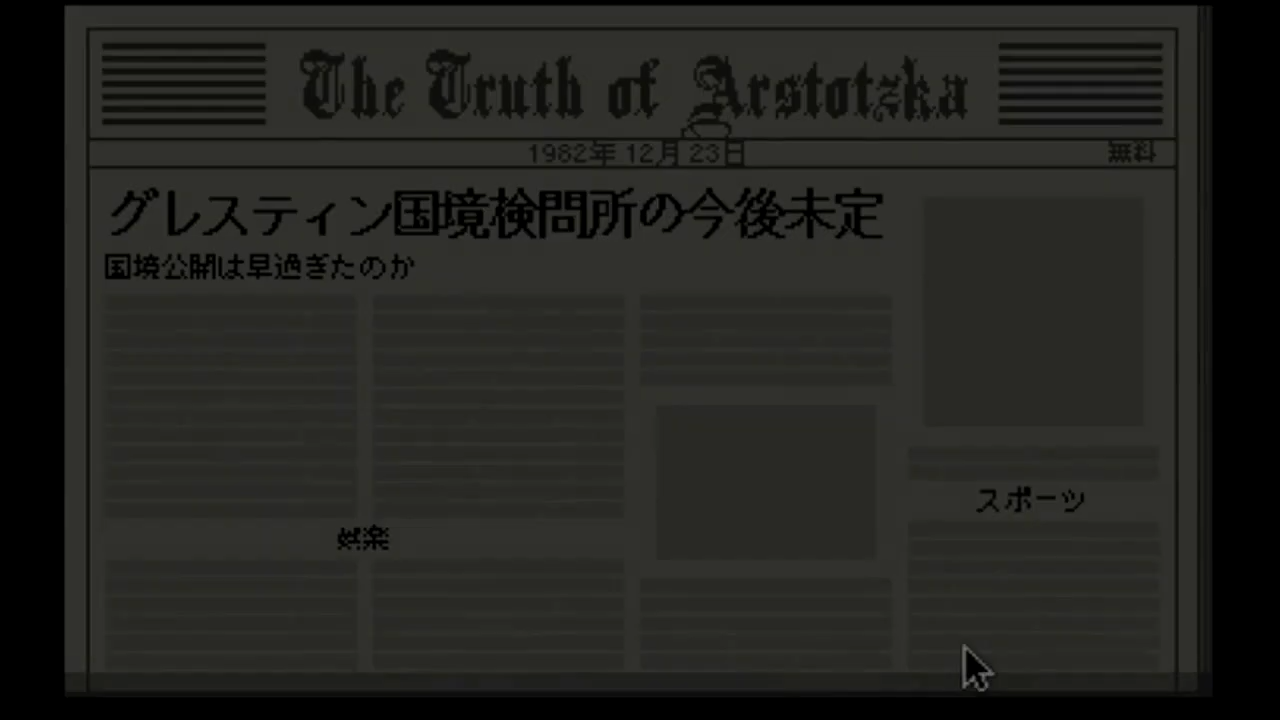 The Truth of Arstotzka
1982年 12月 23日
無料
グレスティン国境検問所の今後未定
国境公開は早過ぎたのか
スポーツ
娯楽